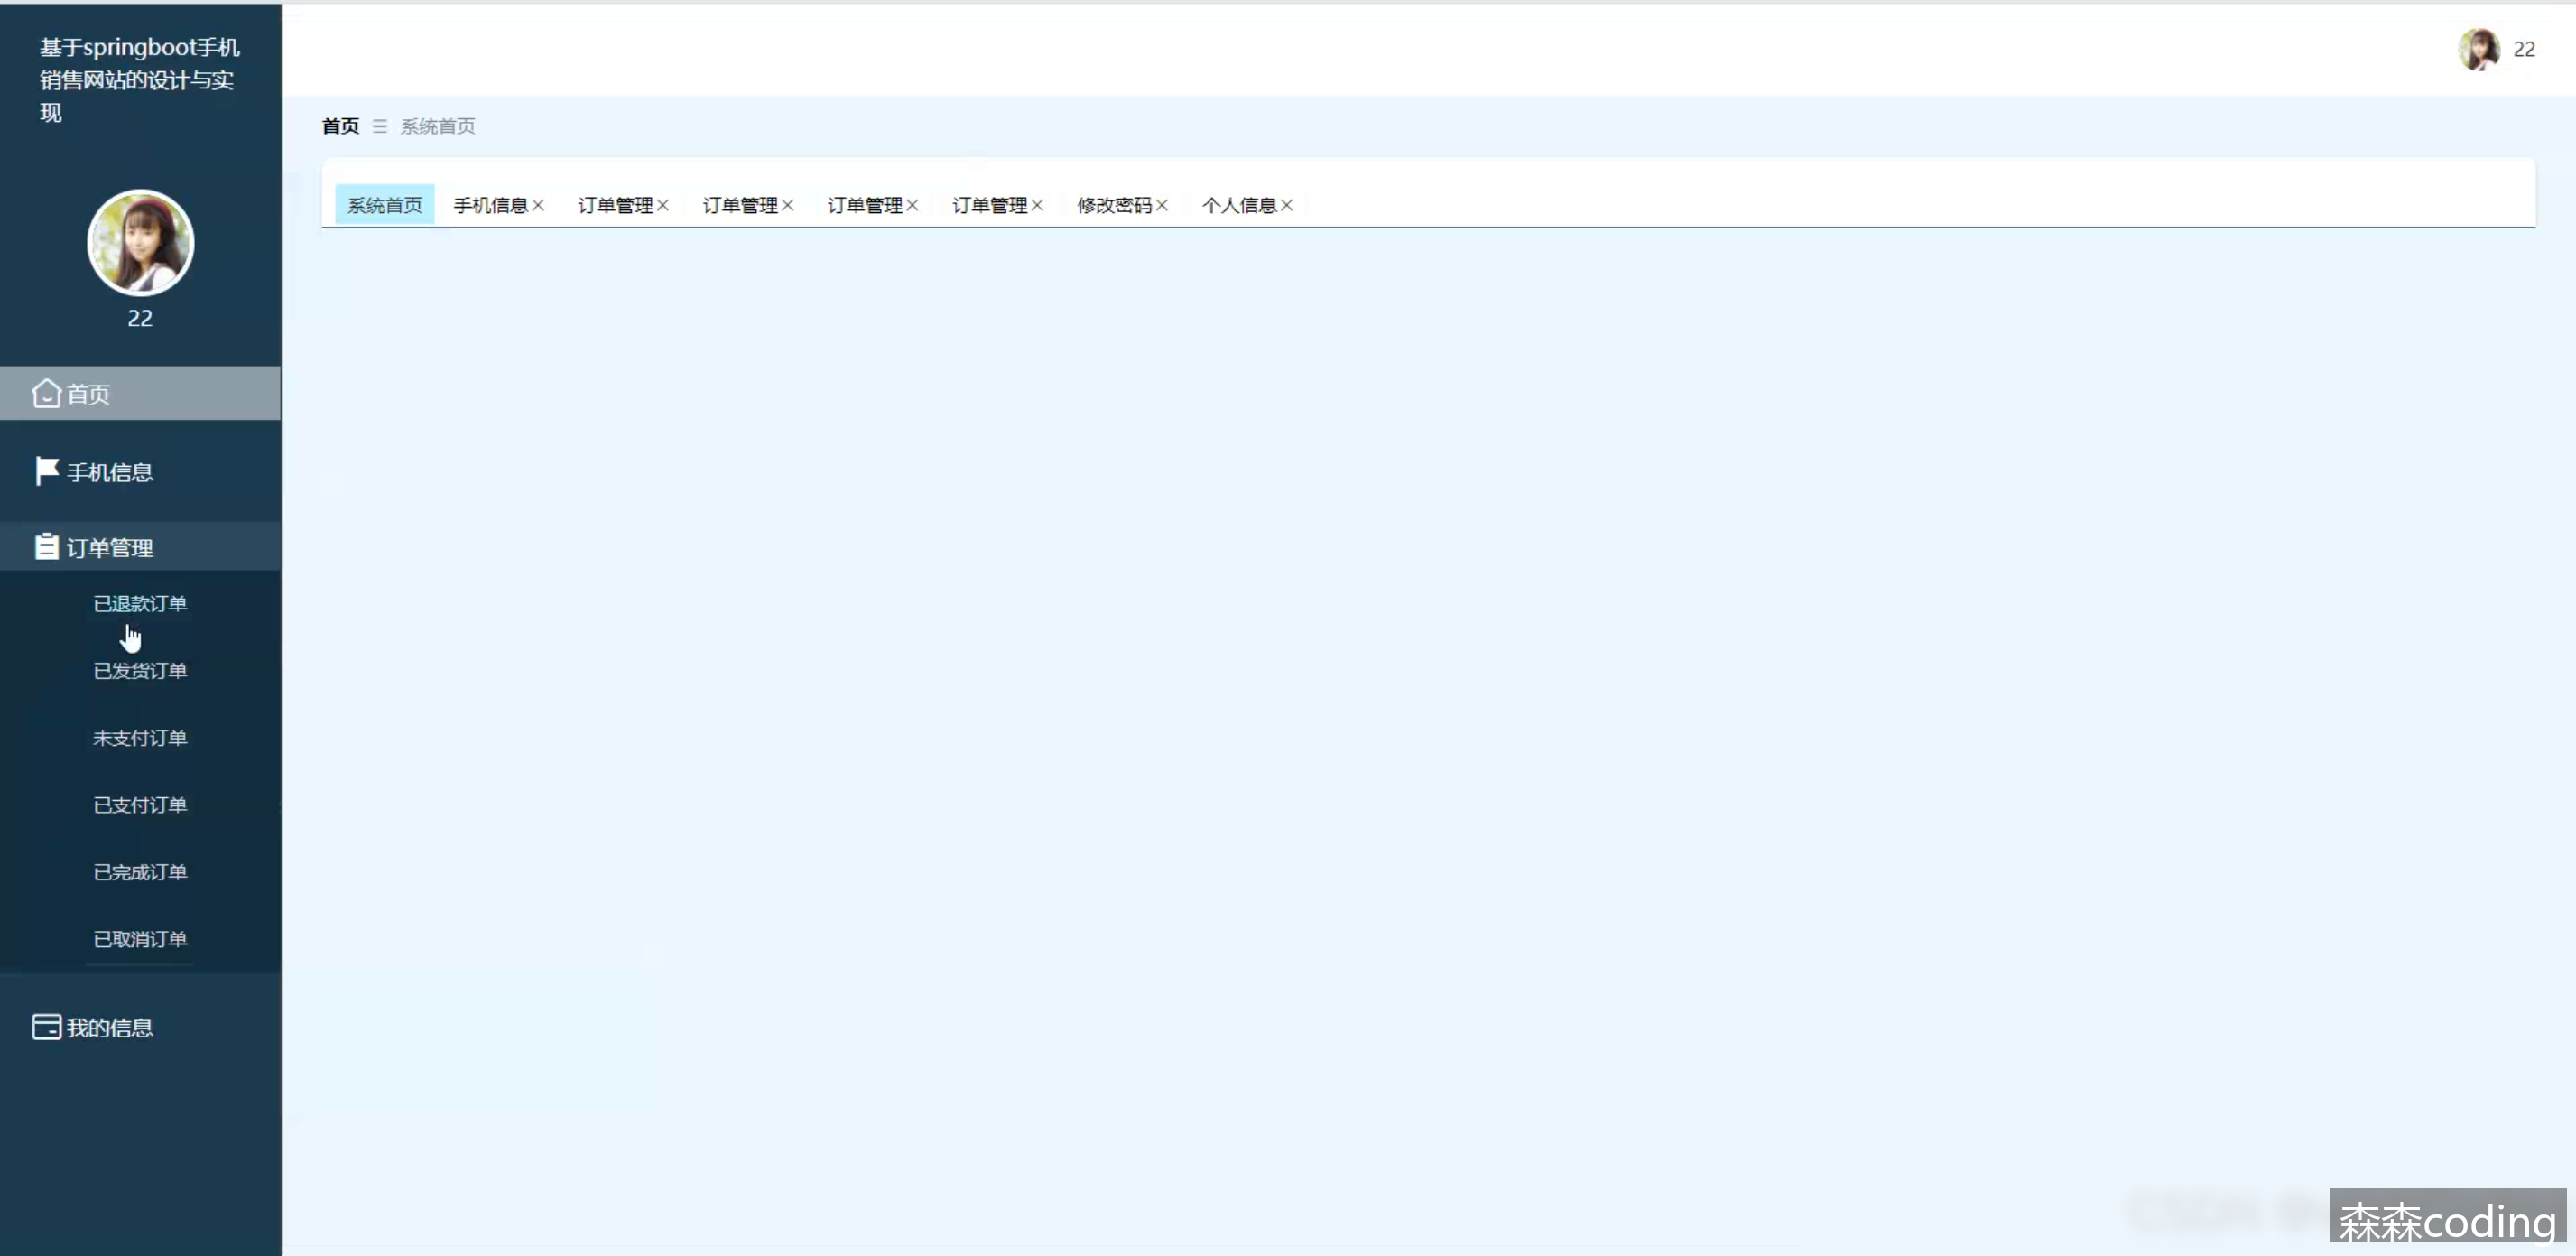 基于springboot手机
销售网站的设计与实
现
22
22
首页 系统首页
系统首页 手机信息 订单管理 订单管理 订单管理 订单管理 修改密码 个人信息
首页
手机信息
订单管理
已退款订单
已发货订单
未支付订单
已支付订单
已完成订单
已取消订单
我的信息
森森coding